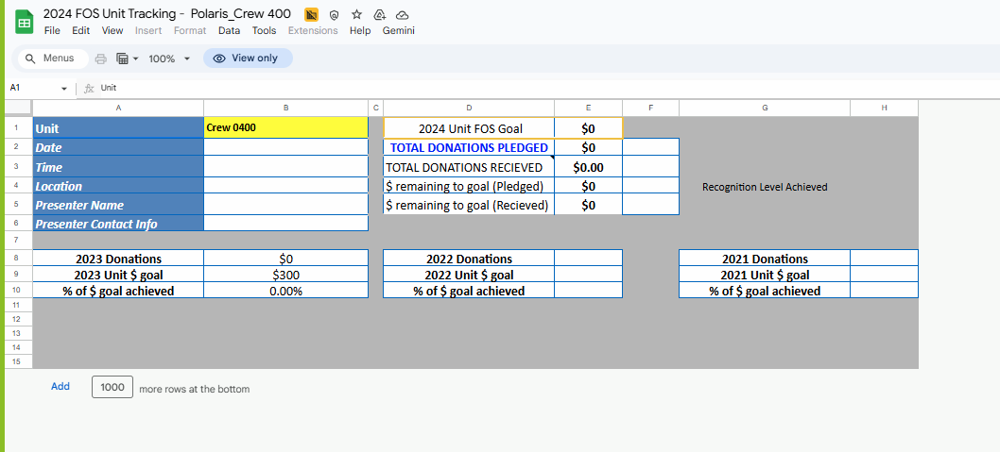 2024 FOS Unit Tracking - Polaris_Crew 400
File Edit View Insert Format Data Tools Extensions Help Gemini
Menus 100% View only
A1 fx Unit
A B C D E F G H
1 Unit Crew 0400 2024 Unit FOS Goal $0
2 Date TOTAL DONATIONS PLEDGED $0
3 Time TOTAL DONATIONS RECIEVED $0.00
4 Location $ remaining to goal (Pledged) $0 Recognition Level Achieved
5 Presenter Name $ remaining to goal (Recieved) $0
6 Presenter Contact Info
7
8 2023 Donations $0 2022 Donations 2021 Donations
9 2023 Unit $ goal $300 2022 Unit $ goal 2021 Unit $ goal
10 % of $ goal achieved 0.00% % of $ goal achieved % of $ goal achieved
11
12
13
14
15
Add 1000 more rows at the bottom